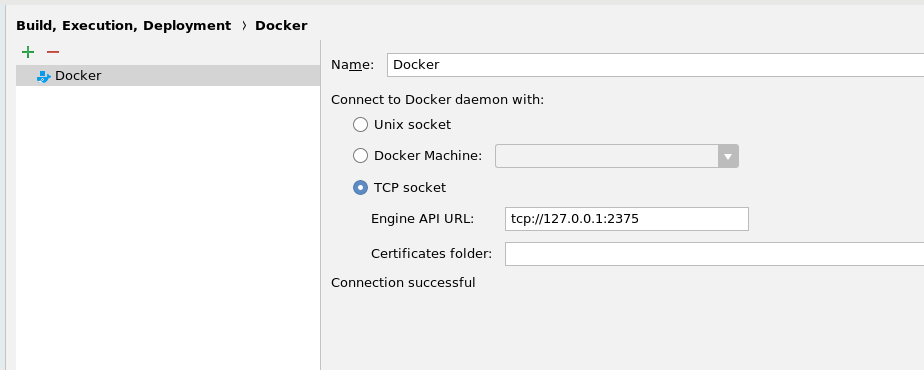 Build, Execution, Deployment › Docker
Docker
Name: Docker
Connect to Docker daemon with:
Unix socket
Docker Machine:
TCP socket
Engine API URL: tcp://127.0.0.1:2375
Certificates folder:
Connection successful